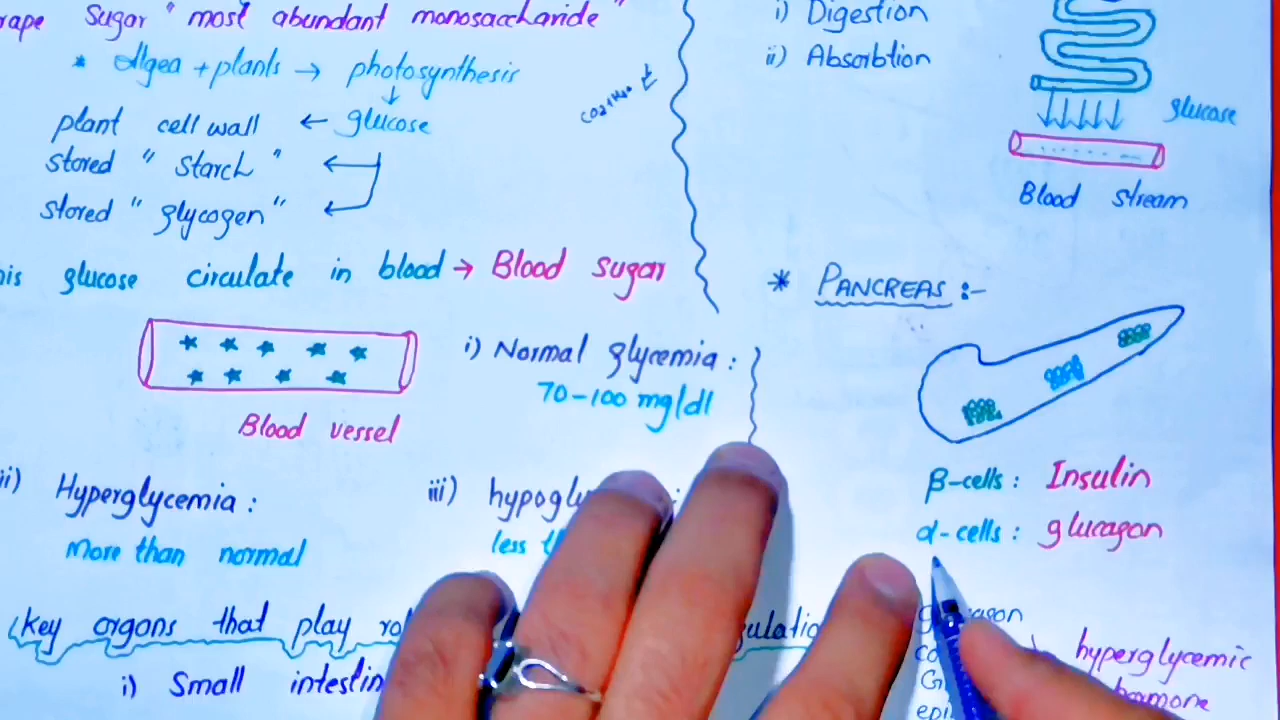 Sugar "most abundant monosaccharide"
* Algea + plants → photosynthesis
↓
plant cell wall ← glucose
stored "starch"
stored "glycogen"
glucose circulate in blood → Blood sugar
Blood vessel
i) Normal glycemia :
70-100 mg/dl
ii) Hyperglycemia :
More than normal
iii)
less
key organs that play
i) Small
i) Digestion
ii) Absorbtion
glucose
Blood stream
* PANCREAS :-
β-cells : Insulin
α-cells : glucagon
hyperglycemic
hormone